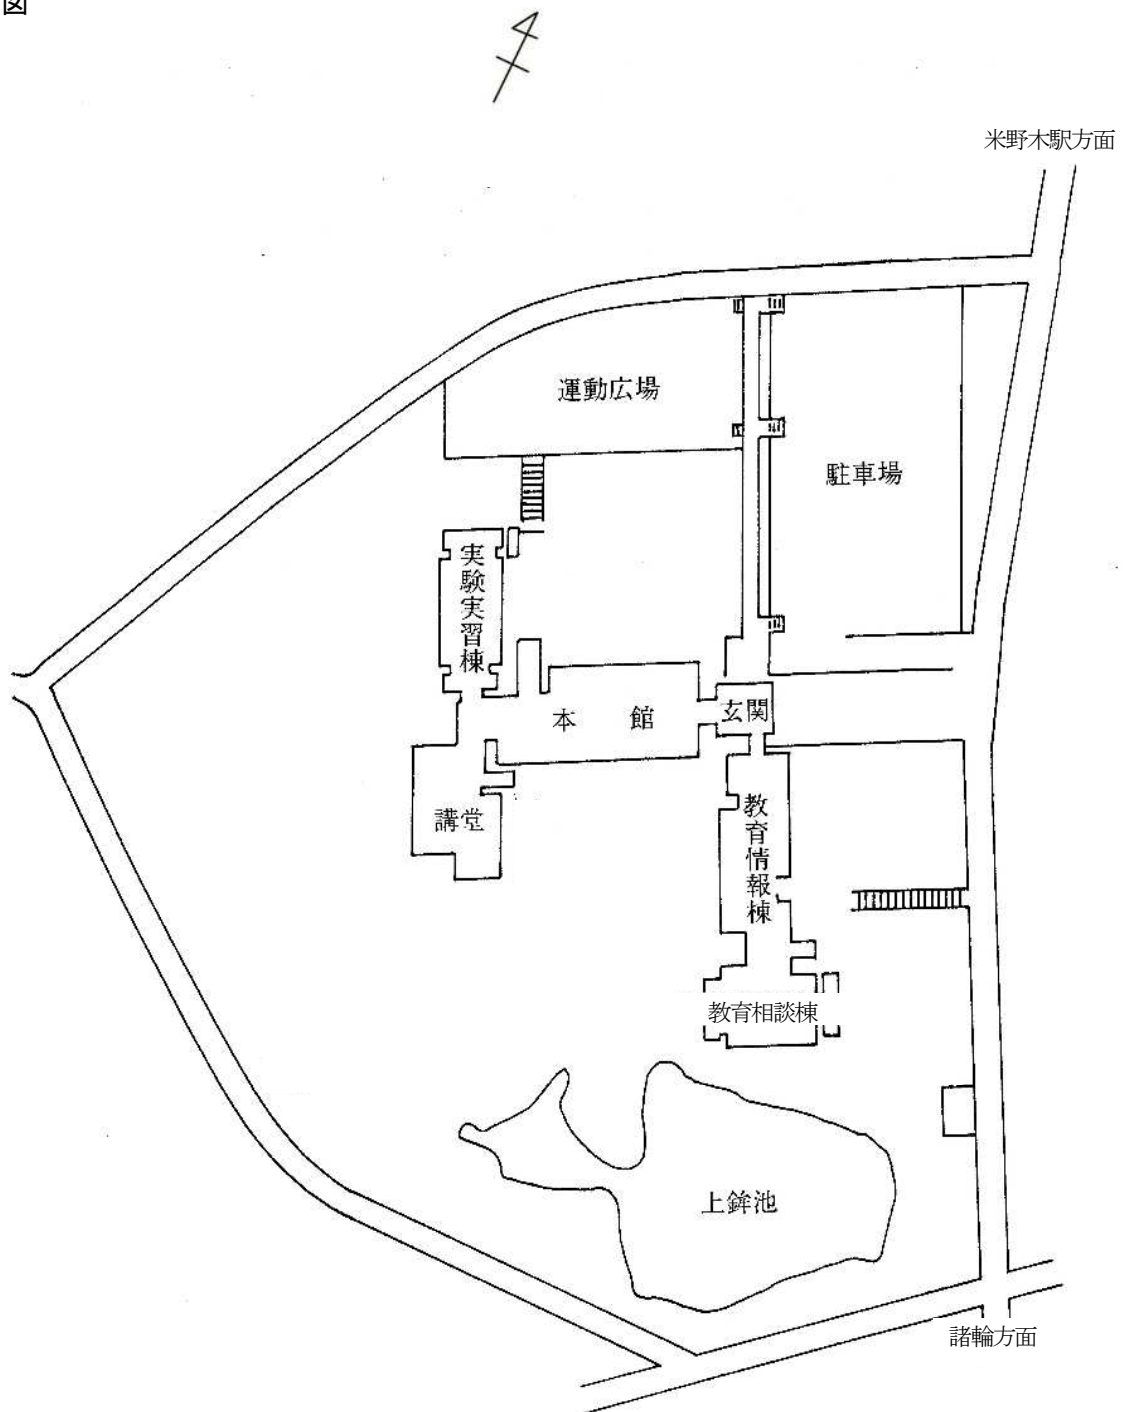 図
米野木駅方面
運動広場
駐車場
実験実習棟
本館
玄関
講堂
教育情報棟
教育相談棟
上鉾池
諸輪方面